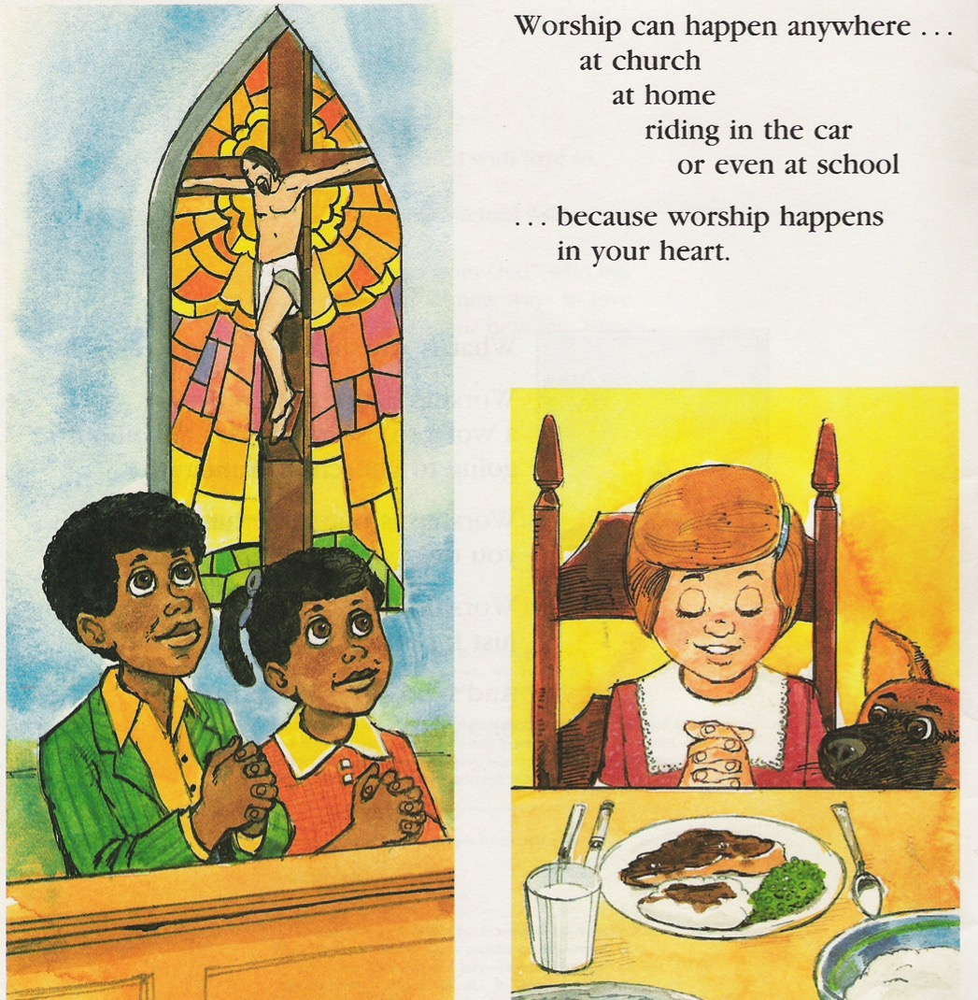 Worship can happen anywhere . . .
at church
at home
riding in the car
or even at school
. . . because worship happens
in your heart.